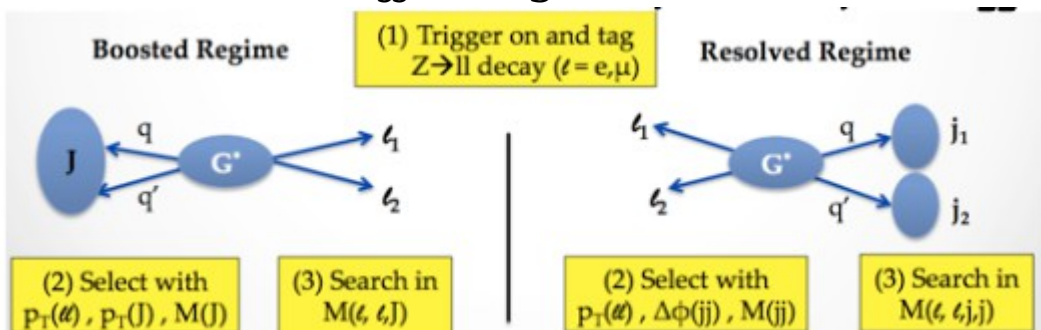 Boosted Regime
(1) Trigger on and tag
Z→ll decay (ℓ = e,μ)
Resolved Regime
J
q
q'
G*
ℓ1
ℓ2
ℓ1
ℓ2
G*
q
q'
j1
j2
(2) Select with
pT(ℓℓ) , pT(J) , M(J)
(3) Search in
M(ℓ, ℓ,J)
(2) Select with
pT(ℓℓ) , Δϕ(jj) , M(jj)
(3) Search in
M(ℓ, ℓ,j,j)